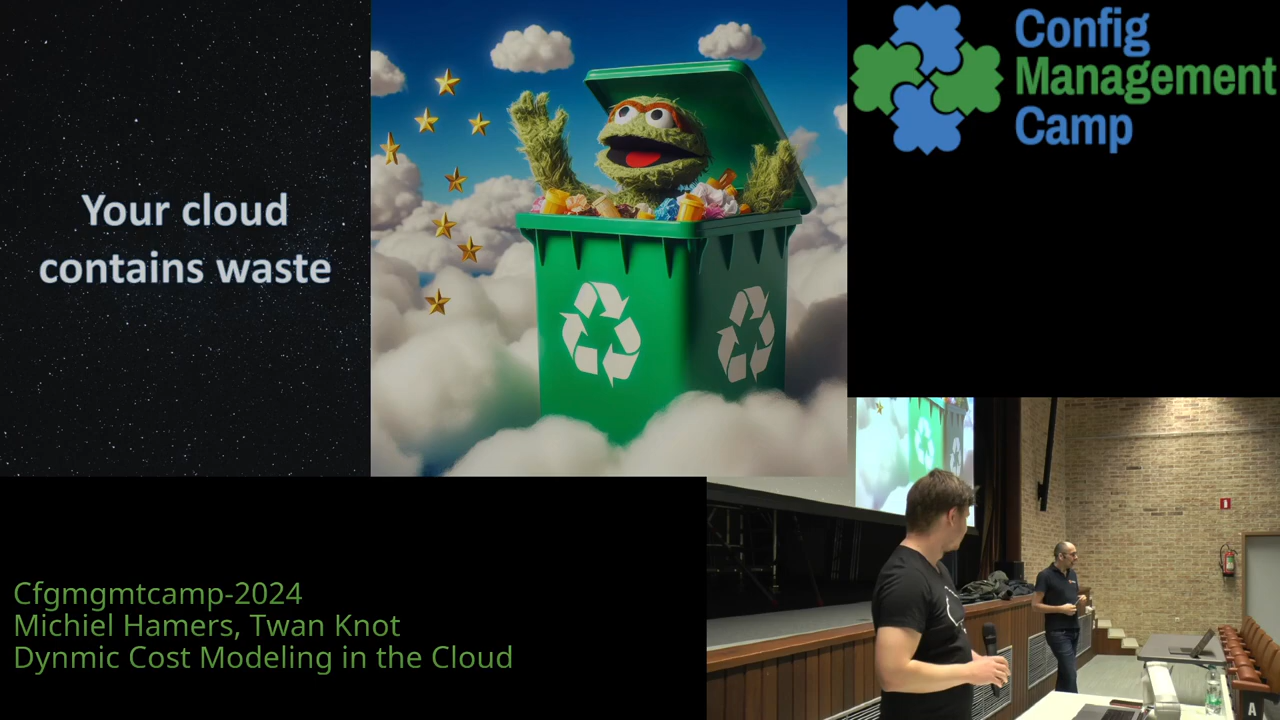 Your cloud
contains waste
Config
Management
Camp
Cfgmgmtcamp-2024
Michiel Hamers, Twan Knot
Dynmic Cost Modeling in the Cloud
A